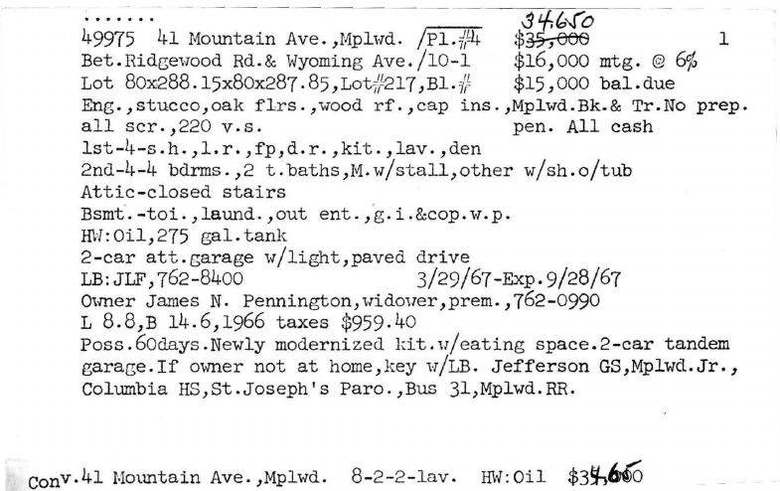 .......
34,650
49975 41 Mountain Ave.,Mplwd. /Pl.#4 $35,000 1
Bet.Ridgewood Rd.& Wyoming Ave./10-1 $16,000 mtg. @ 6%
Lot 80x288.15x80x287.85,Lot#217,Bl.# $15,000 bal.due
Eng.,stucco,oak flrs.,wood rf.,cap ins.,Mplwd.Bk.& Tr.No prep.
all scr.,220 v.s. pen. All cash
1st-4-s.h.,l.r.,fp,d.r.,kit.,lav.,den
2nd-4-4 bdrms.,2 t.baths,M.w/stall,other w/sh.o/tub
Attic-closed stairs
Bsmt.-toi.,laund.,out ent.,g.i.&cop.w.p.
HW:Oil,275 gal.tank
2-car att.garage w/light,paved drive
LB:JLF,762-8400 3/29/67-Exp.9/28/67
Owner James N. Pennington,widower,prem.,762-0990
L 8.8,B 14.6,1966 taxes $959.40
Poss.60days.Newly modernized kit.w/eating space.2-car tandem
garage.If owner not at home,key w/LB. Jefferson GS,Mplwd.Jr.,
Columbia HS,St.Joseph's Paro.,Bus 31,Mplwd.RR.
Conv.41 Mountain Ave.,Mplwd. 8-2-2-lav. HW:Oil $34,650